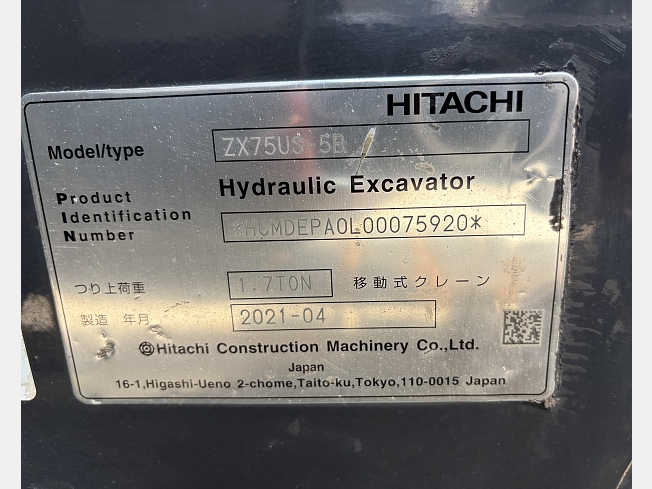 HITACHI
Model/type ZX75US-5B
Hydraulic Excavator
Product
Identification
Number *HCMDEPA0L00075920*
つり上荷重 1.7TON 移動式クレーン
製造 年月 2021-04
Hitachi Construction Machinery Co.,Ltd.
Japan
16-1,Higashi-Ueno 2-chome,Taito-ku,Tokyo,110-0015 Japan